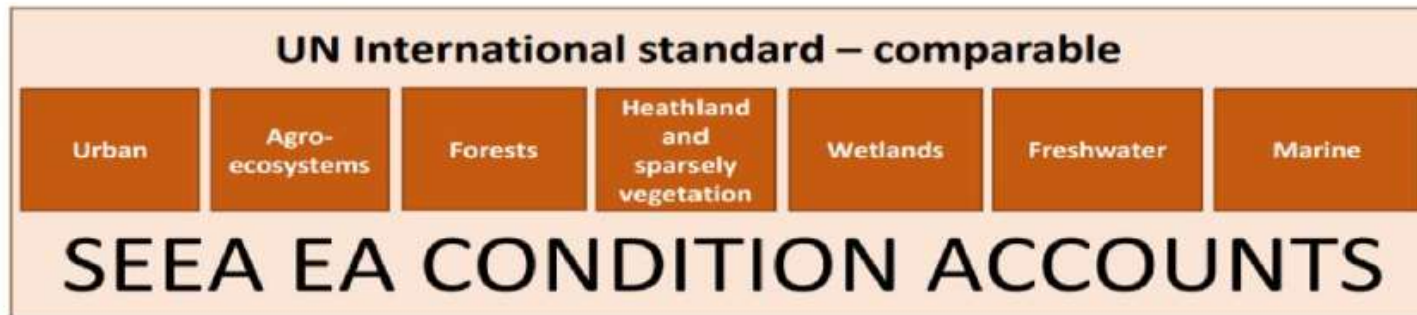 UN International standard – comparable
Urban
Agro-
ecosystems
Forests
Heathland
and
sparsely
vegetation
Wetlands
Freshwater
Marine
SEEA EA CONDITION ACCOUNTS